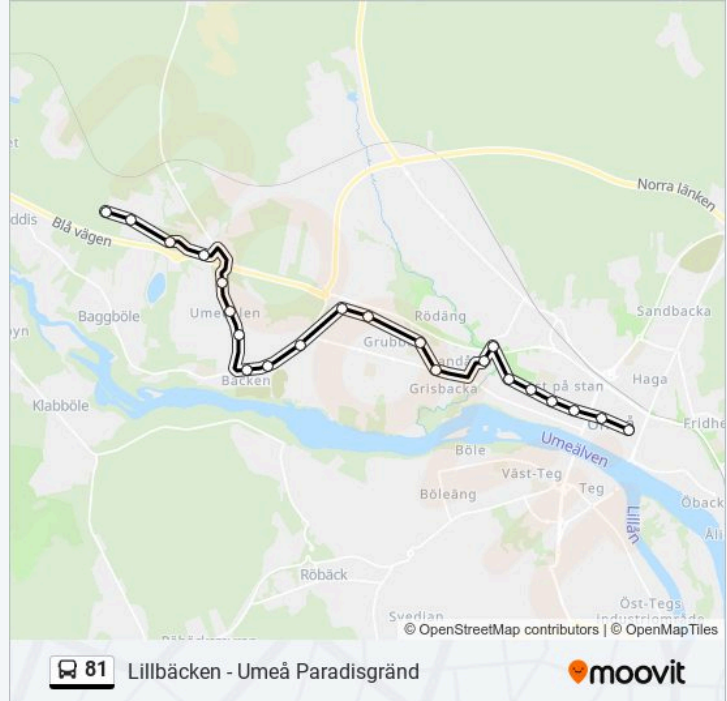 Norra länken
Blå vägen
Baggböle
Sandbacka
Rödäng
Haga
Grisbacka
Klabböle
Umeälven
Böle
Väst-Teg
Teg
Böleäng
Lillån
Röbäck
Öst-Tegs
© OpenStreetMap contributors | © OpenMapTiles
81 Lillbäcken - Umeå Paradisgränd
moovit